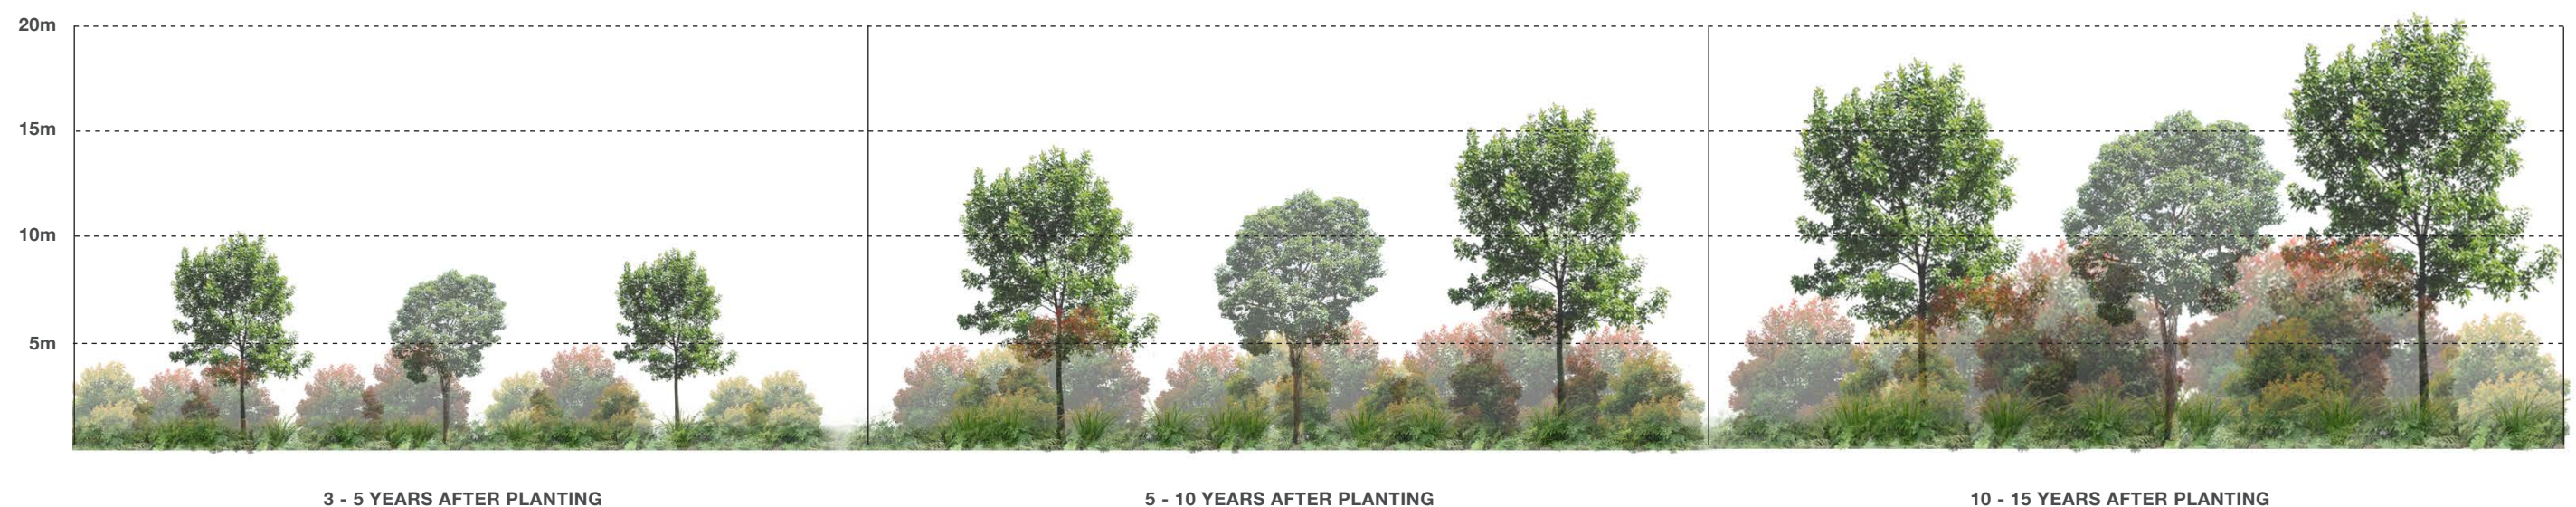 20m
15m
10m
5m
3 - 5 YEARS AFTER PLANTING
5 - 10 YEARS AFTER PLANTING
10 - 15 YEARS AFTER PLANTING